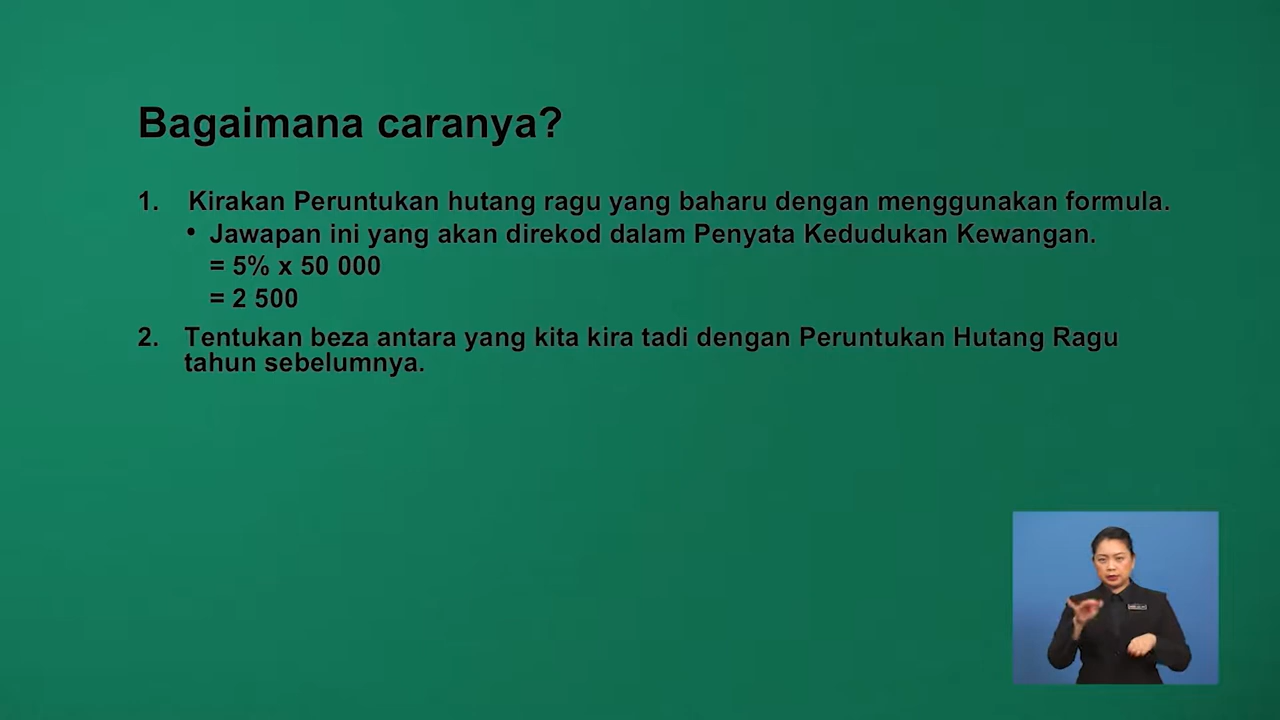 Bagaimana caranya?
1. Kirakan Peruntukan hutang ragu yang baharu dengan menggunakan formula.
• Jawapan ini yang akan direkod dalam Penyata Kedudukan Kewangan.
= 5% x 50 000
= 2 500
2. Tentukan beza antara yang kita kira tadi dengan Peruntukan Hutang Ragu
tahun sebelumnya.